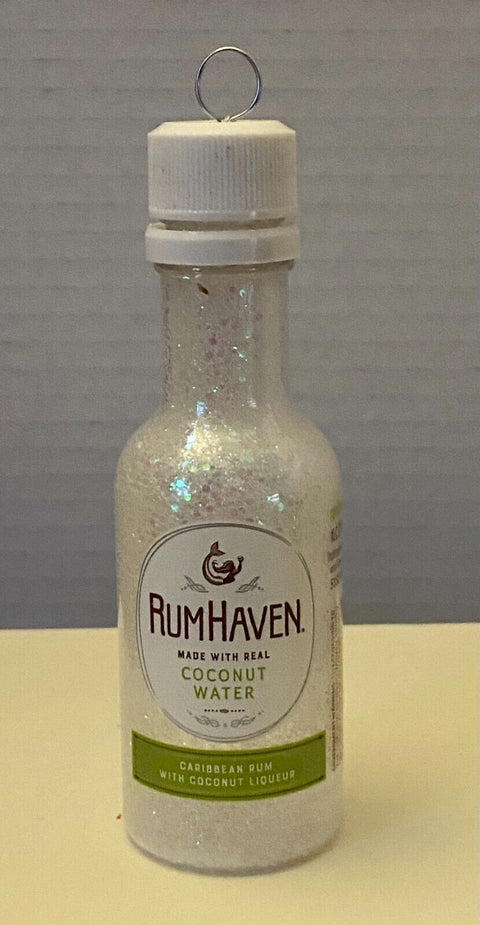 RUMHAVEN.
MADE WITH REAL
COCONUT
WATER
CARIBBEAN RUM
WITH COCONUT LIQUEUR